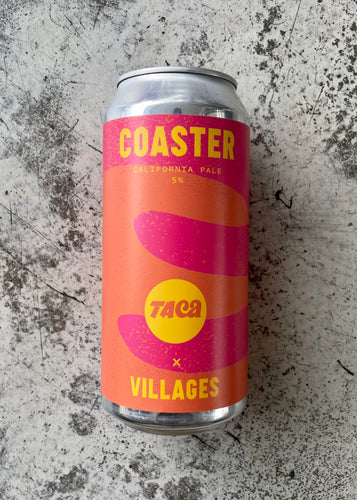 COASTER
CALIFORNIA PALE
5%
TACA
X
VILLAGES